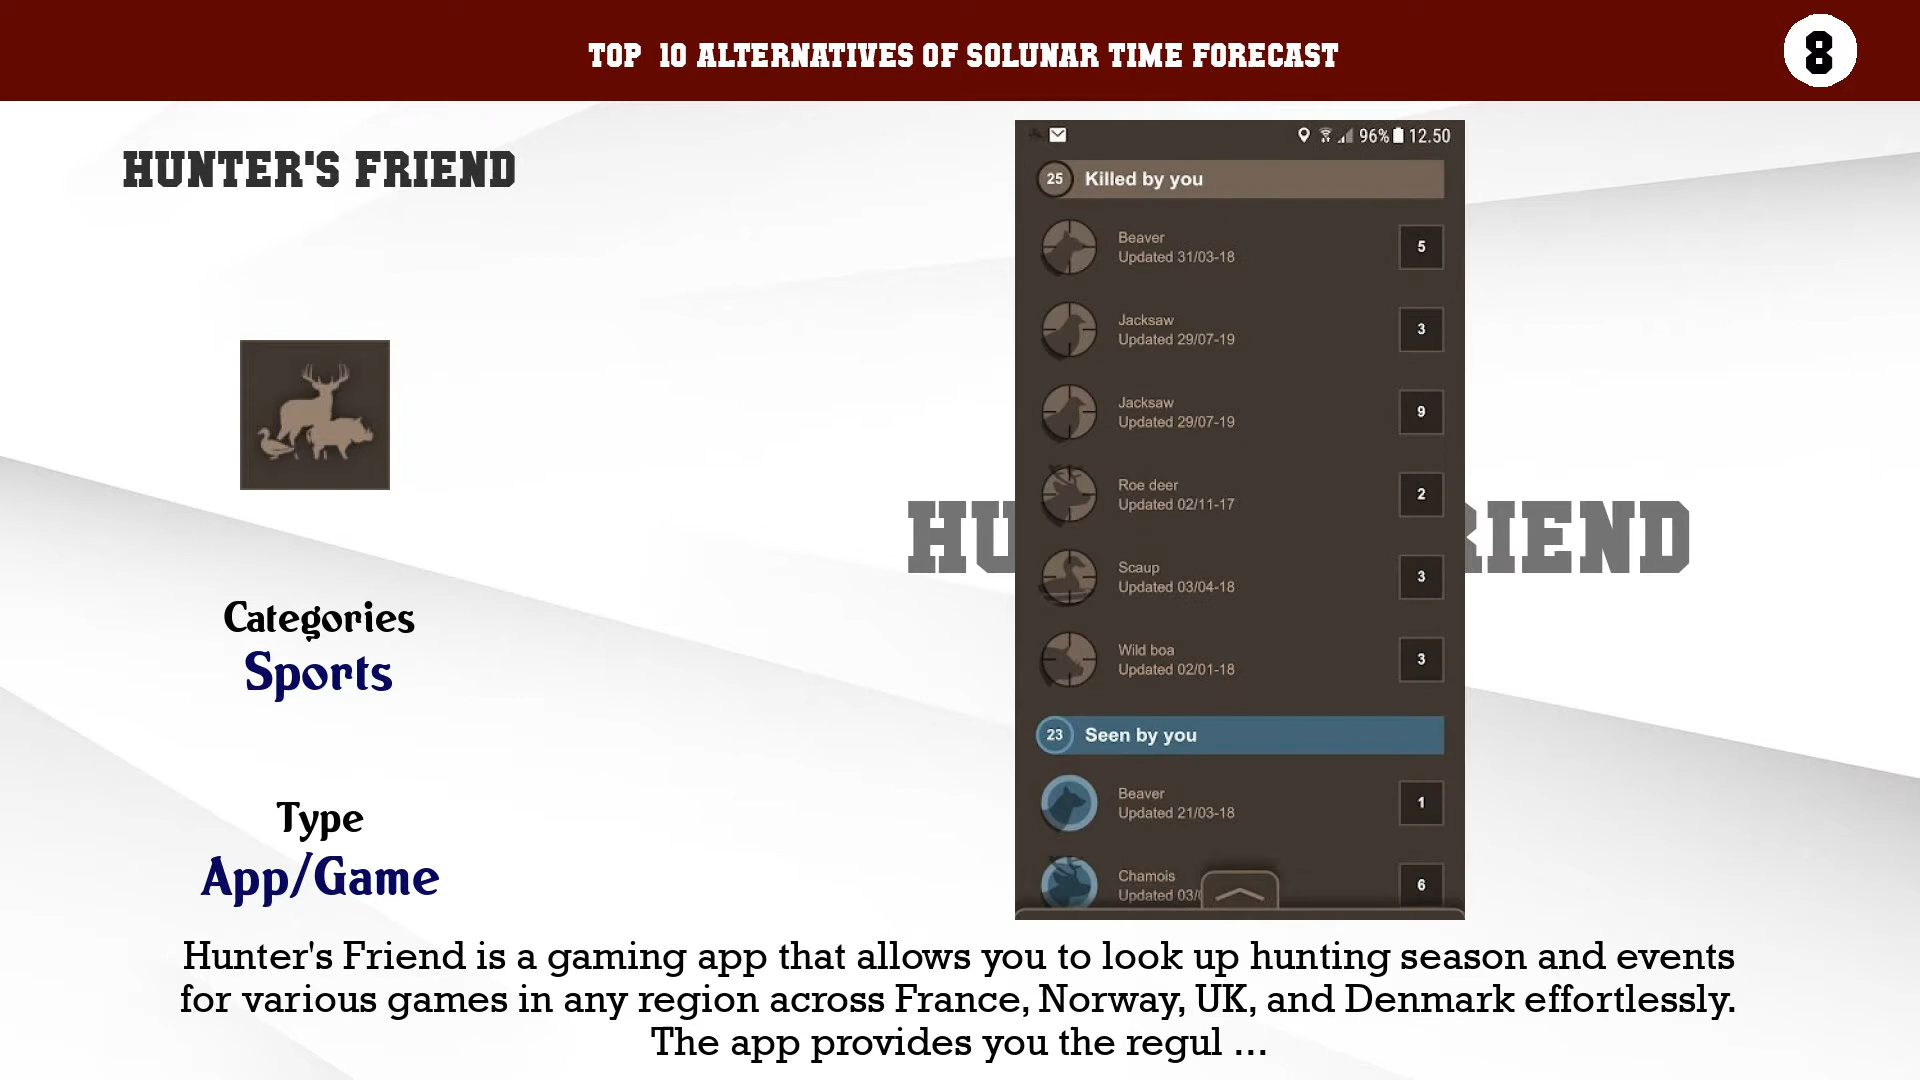 TOP 10 ALTERNATIVES OF SOLUNAR TIME FORECAST
8
HUNTER'S FRIEND
Categories
Sports
Type
App/Game
96% 12.50
25 Killed by you
Beaver
Updated 31/03-18
5
Jacksaw
Updated 29/07-19
3
Jacksaw
Updated 29/07-19
9
Roe deer
Updated 02/11-17
2
Scaup
Updated 03/04-18
3
Wild boa
Updated 02/01-18
3
23 Seen by you
Beaver
Updated 21/03-18
1
Chamois
Updated 03/
6
HU RIEND
Hunter's Friend is a gaming app that allows you to look up hunting season and events
for various games in any region across France, Norway, UK, and Denmark effortlessly.
The app provides you the regul ...